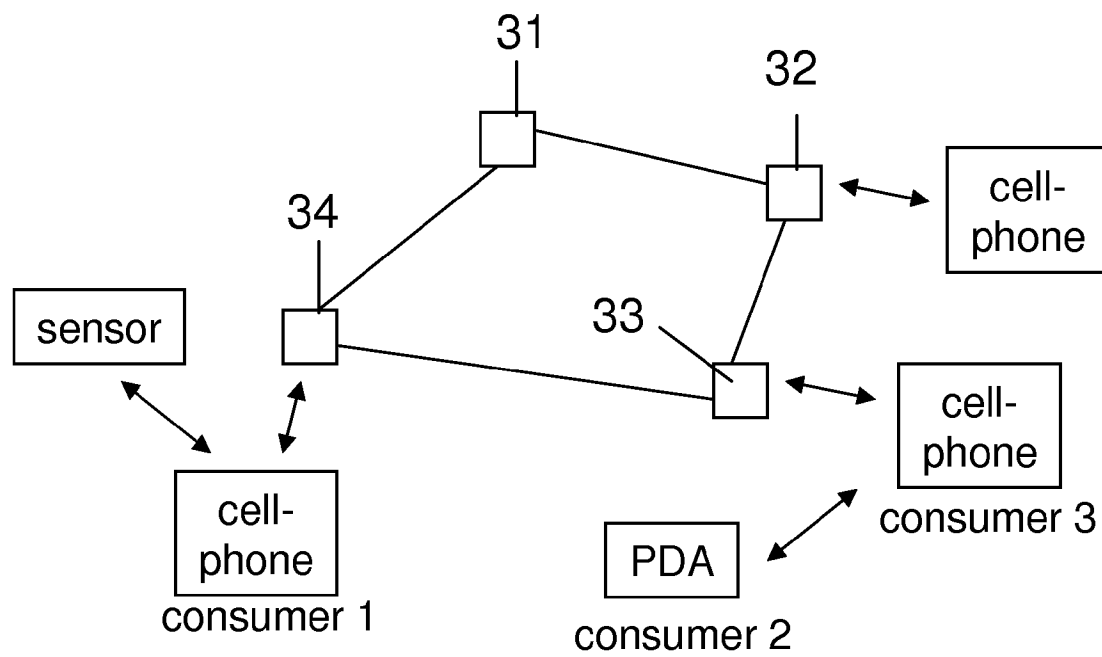 31
32
cell-
phone
34
sensor
33
cell-
phone
consumer 3
cell-
phone
consumer 1
PDA
consumer 2